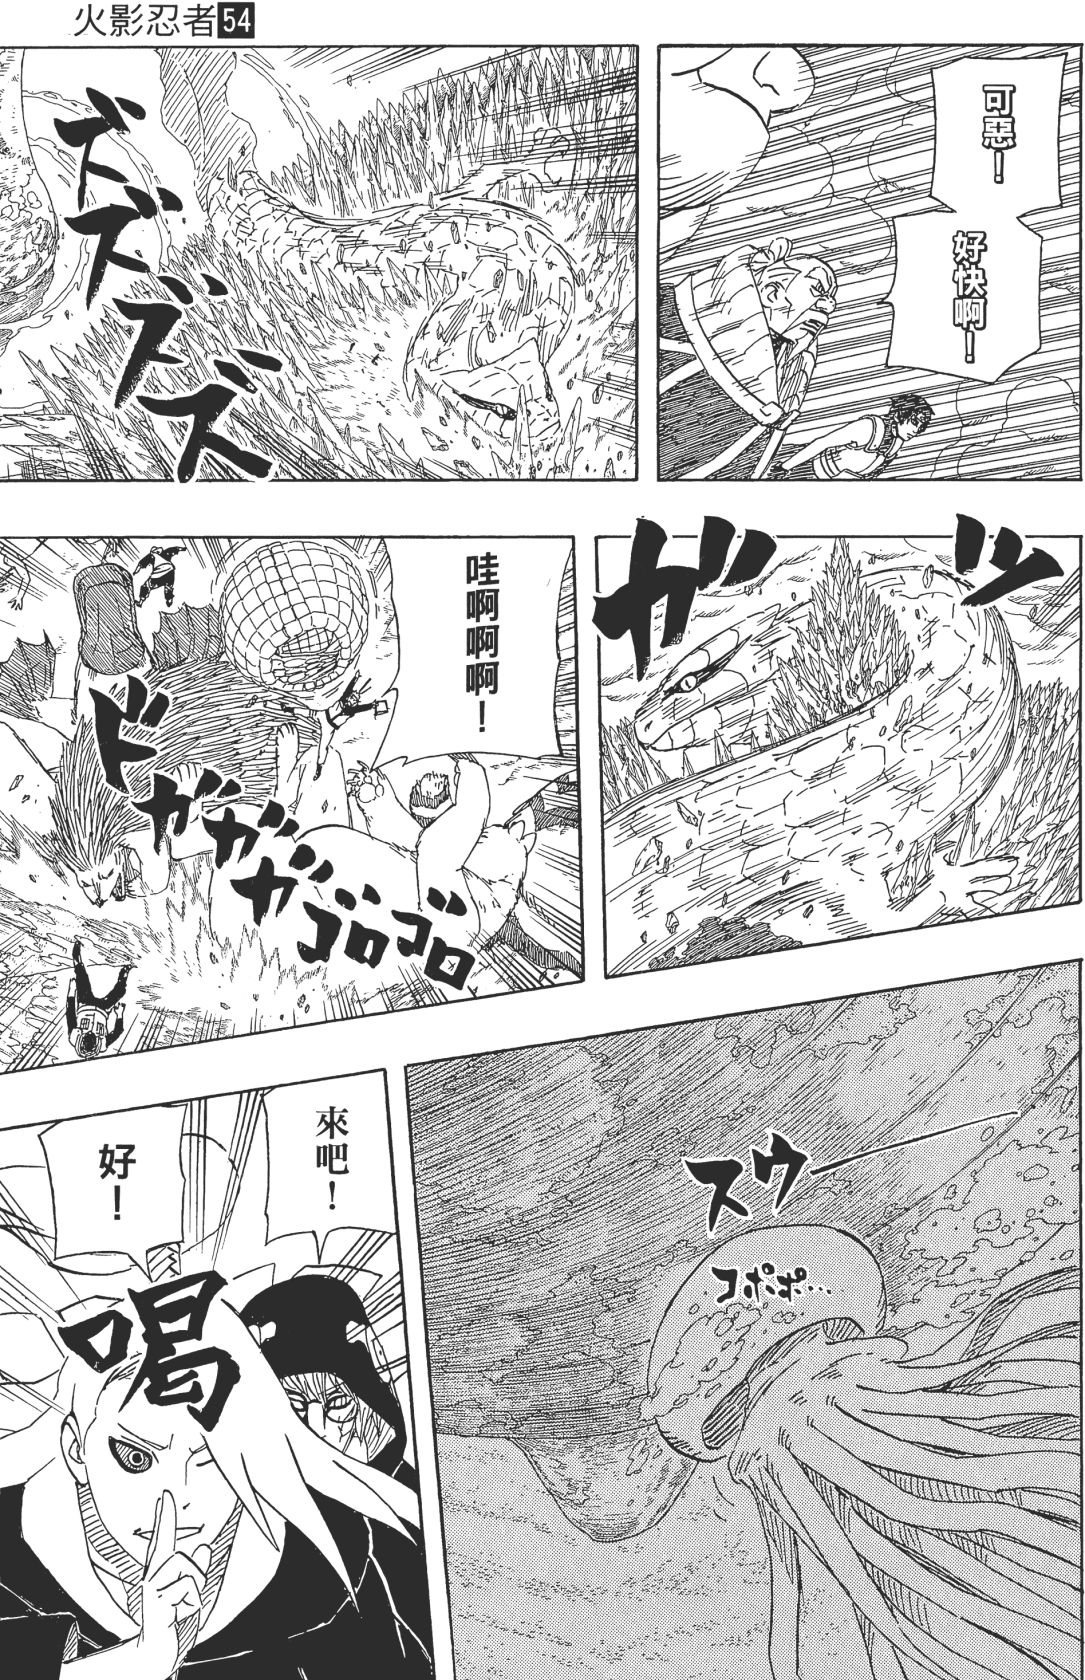 火影忍者54
可惡！
好快啊！
ズズズズ
ガッ
哇啊啊啊！
ドガガガゴロゴロ
スウ—
コポポ…
來吧！
好！
喝